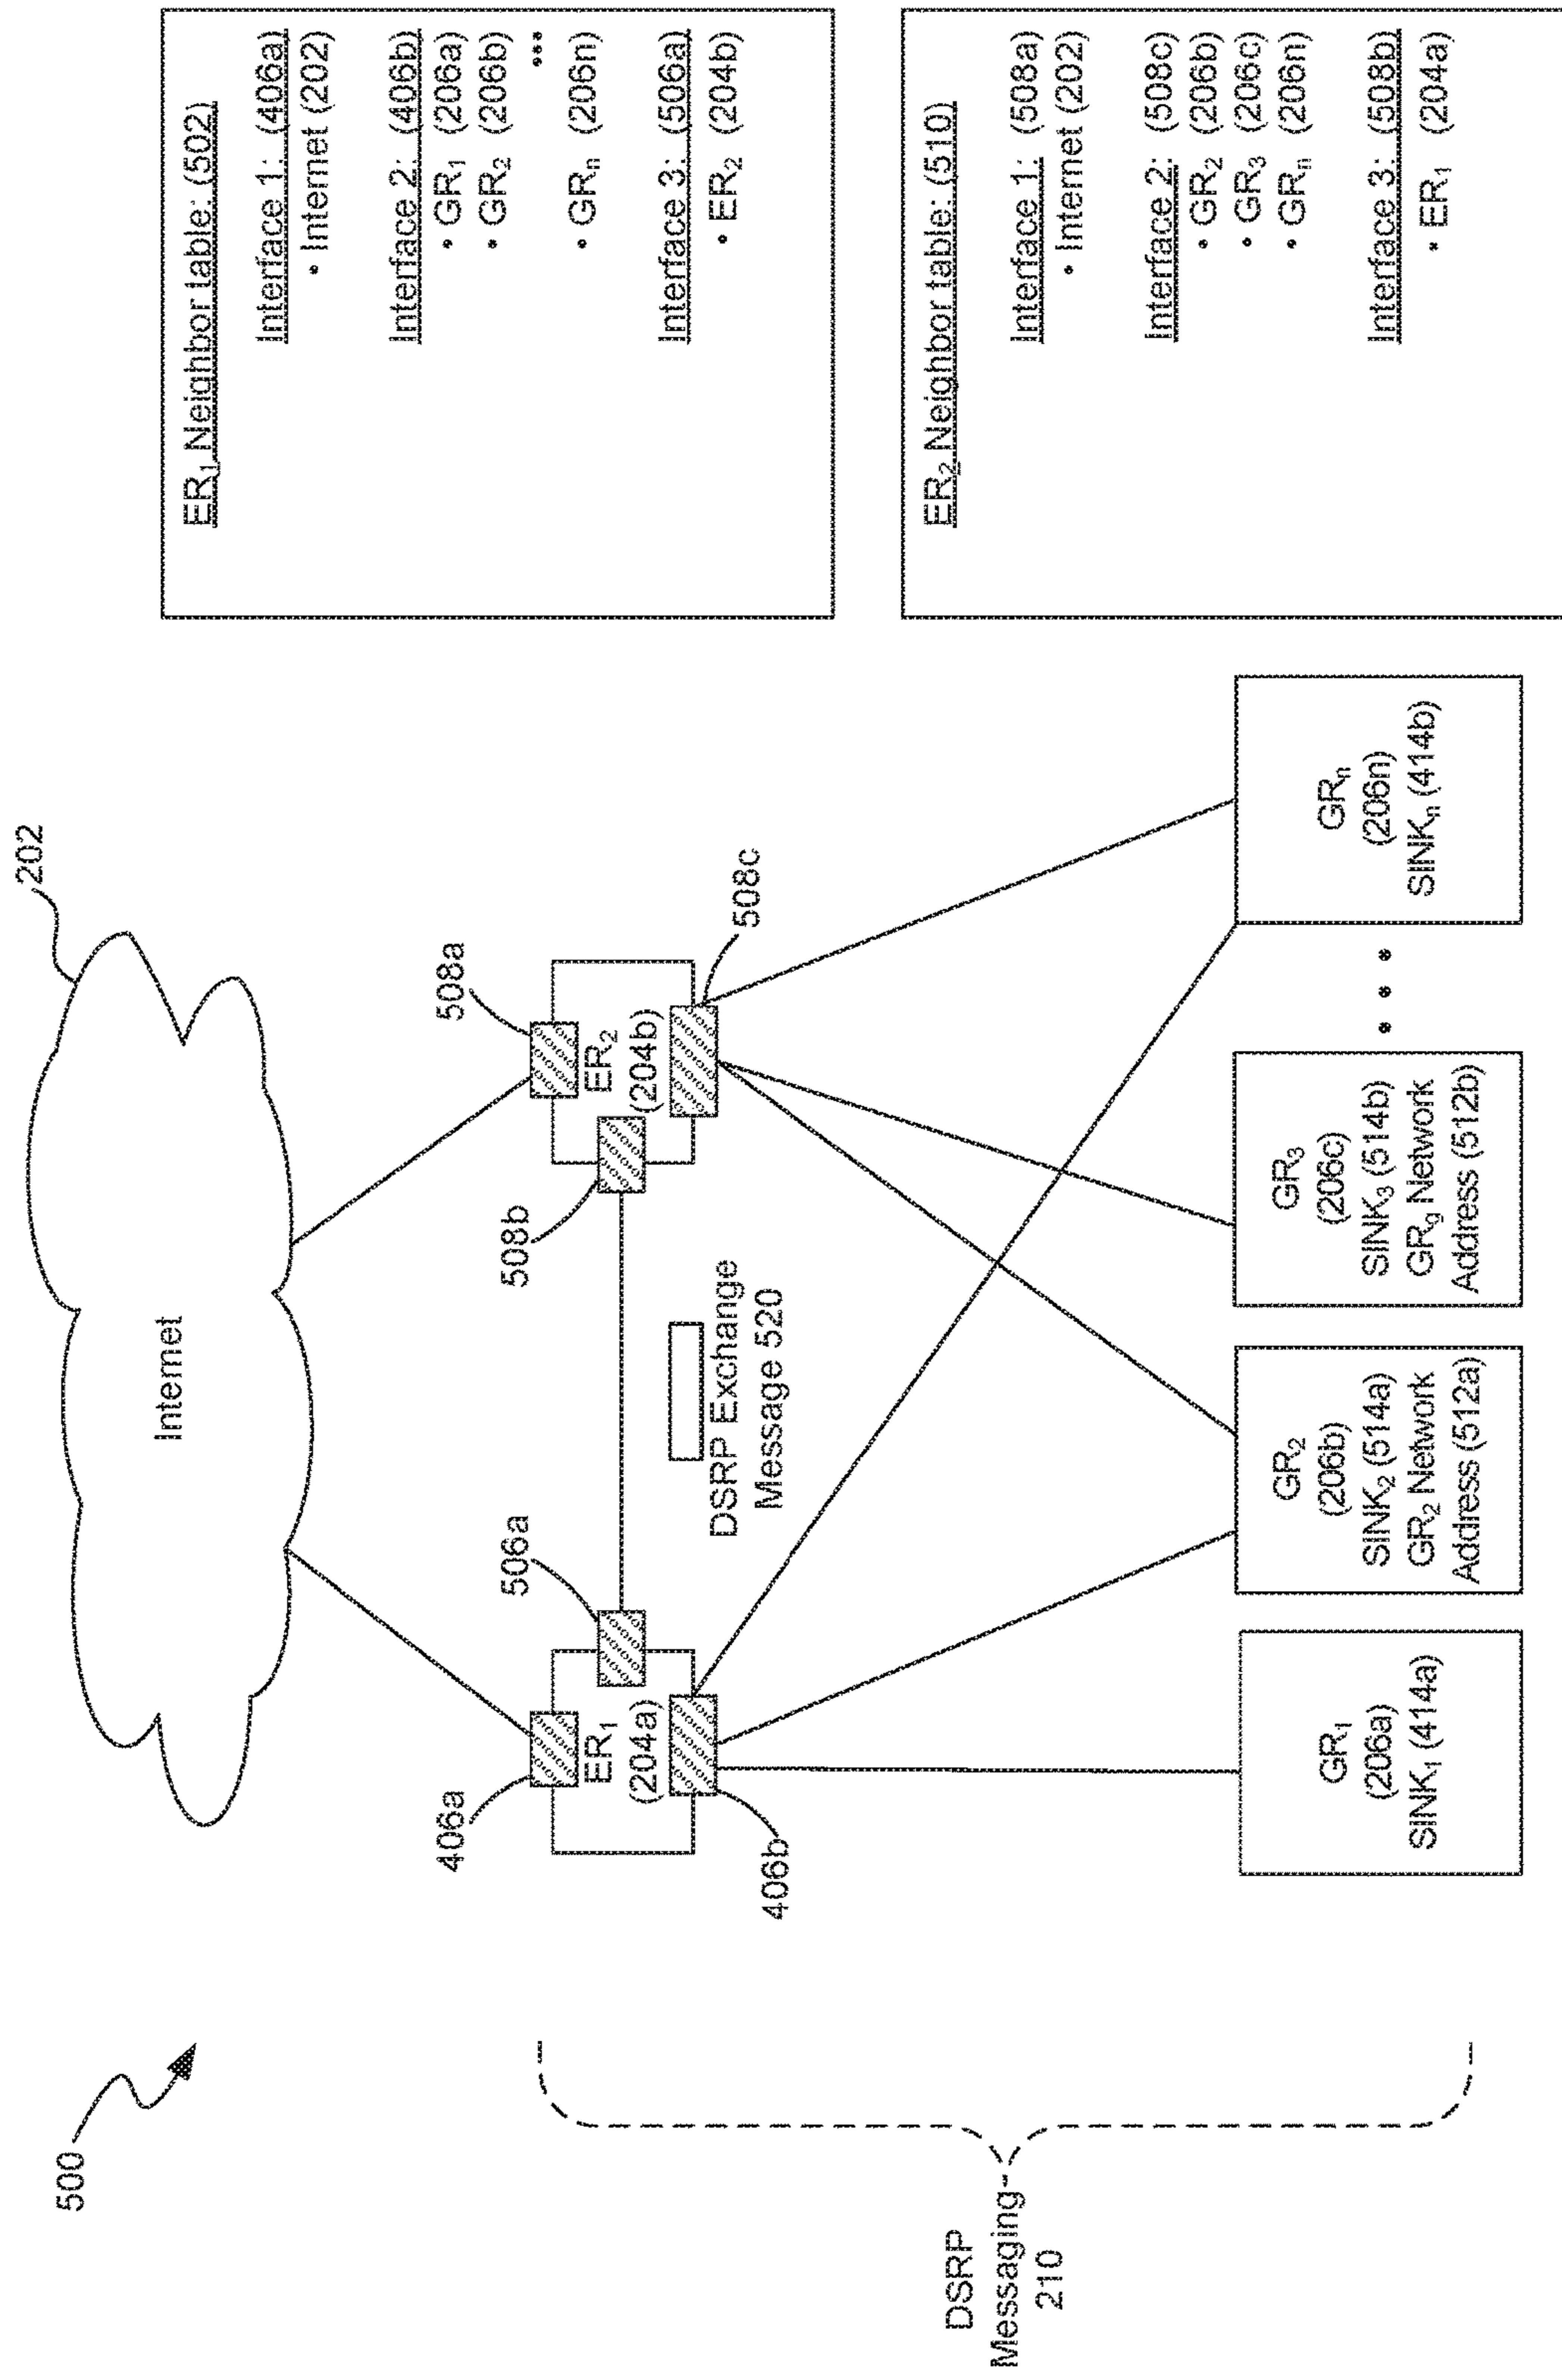 500
202
Internet
406a
506a
508b
508a
ER₁
(204a)
ER₂
(204b)
406b
508c
DSRP Exchange
Message 520
DSRP
Messaging
210
GR₁
(206a)
SINK₁ (414a)
GR₂
(206b)
SINK₂ (514a)
GR₂ Network
Address (512a)
GR₃
(206c)
SINK₃ (514b)
GRg Network
Address (512b)
• • •
GRₙ
(206n)
SINKₙ (414b)
ER₁ Neighbor table: (502)
Interface 1: (406a)
• Internet (202)
Interface 2: (406b)
• GR₁ (206a)
• GR₂ (206b)
•••
• GRₙ (206n)
Interface 3: (506a)
• ER₂ (204b)
ER₂ Neighbor table: (510)
Interface 1: (508a)
• Internet (202)
Interface 2: (508c)
• GR₂ (206b)
• GR₃ (206c)
• GRₙ (206n)
Interface 3: (508b)
• ER₁ (204a)